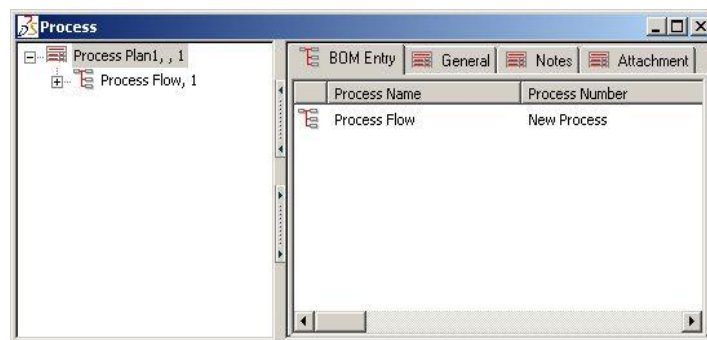 Process
Process Plan1, , 1
Process Flow, 1
BOM Entry General Notes Attachment
Process Name Process Number
Process Flow New Process